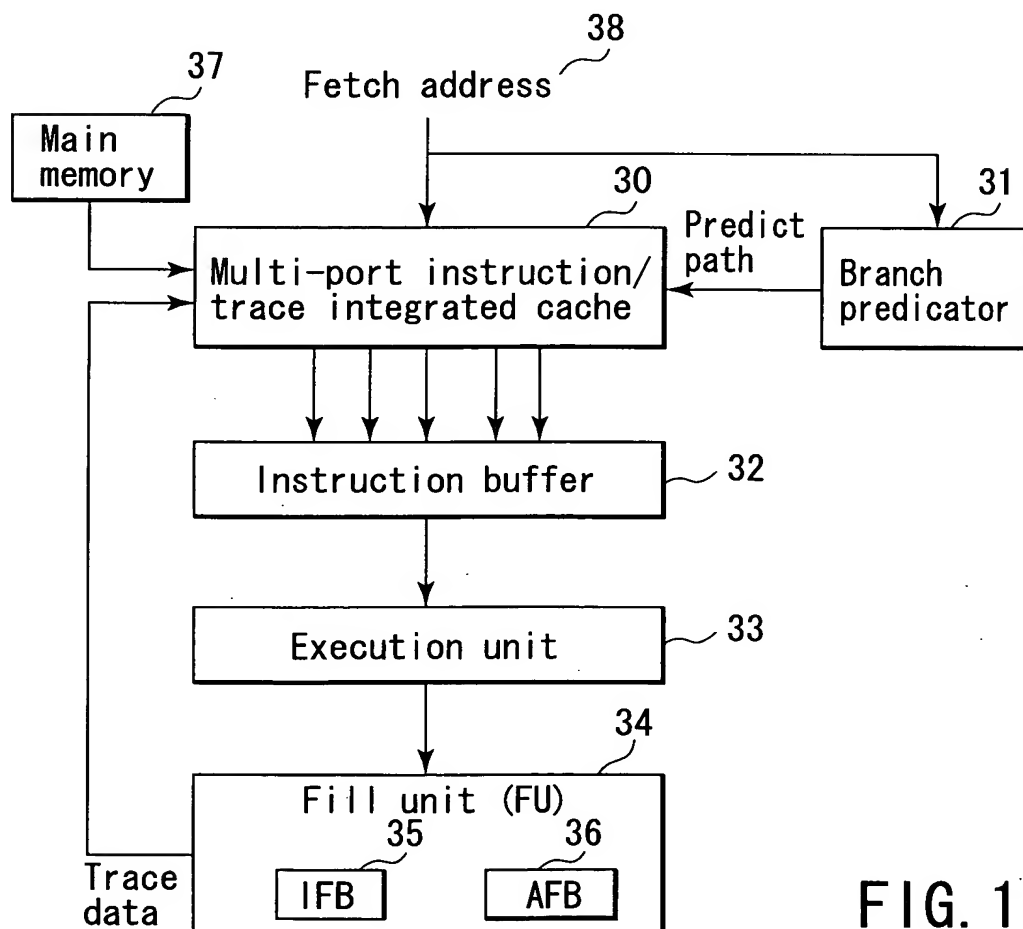 38
37
Fetch address
Main
memory
30
31
Predict
path
Multi-port instruction/
trace integrated cache
Branch
predicator
Instruction buffer
32
Execution unit
33
34
Fill unit (FU)
35
36
IFB
AFB
Trace
data
FIG. 1